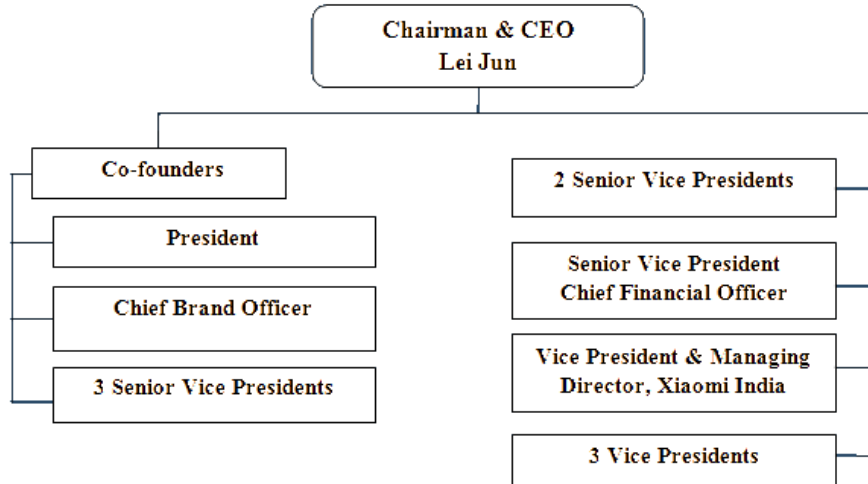 Chairman & CEO
Lei Jun
Co-founders
President
Chief Brand Officer
3 Senior Vice Presidents
2 Senior Vice Presidents
Senior Vice President
Chief Financial Officer
Vice President & Managing
Director, Xiaomi India
3 Vice Presidents